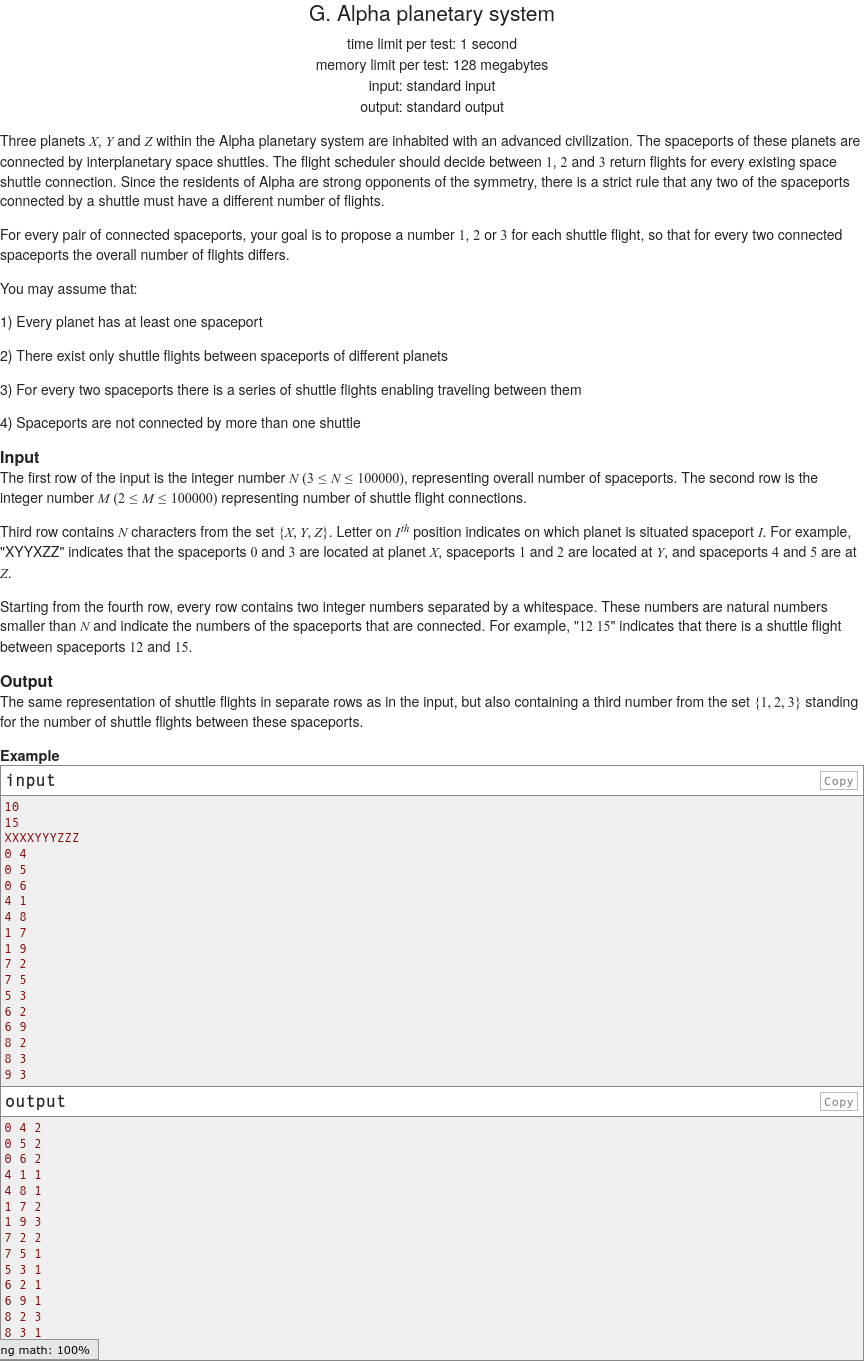 G. Alpha planetary system
time limit per test: 1 second
memory limit per test: 128 megabytes
input: standard input
output: standard output
Three planets X, Y and Z within the Alpha planetary system are inhabited with an advanced civilization. The spaceports of these planets are
connected by interplanetary space shuttles. The flight scheduler should decide between 1, 2 and 3 return flights for every existing space
shuttle connection. Since the residents of Alpha are strong opponents of the symmetry, there is a strict rule that any two of the spaceports
connected by a shuttle must have a different number of flights.
For every pair of connected spaceports, your goal is to propose a number 1, 2 or 3 for each shuttle flight, so that for every two connected
spaceports the overall number of flights differs.
You may assume that:
1) Every planet has at least one spaceport
2) There exist only shuttle flights between spaceports of different planets
3) For every two spaceports there is a series of shuttle flights enabling traveling between them
4) Spaceports are not connected by more than one shuttle
Input
The first row of the input is the integer number N (3 ≤ N ≤ 100000), representing overall number of spaceports. The second row is the
integer number M (2 ≤ M ≤ 100000) representing number of shuttle flight connections.
Third row contains N characters from the set {X, Y, Z}. Letter on I^th position indicates on which planet is situated spaceport I. For example,
"XYYXZZ" indicates that the spaceports 0 and 3 are located at planet X, spaceports 1 and 2 are located at Y, and spaceports 4 and 5 are at
Z.
Starting from the fourth row, every row contains two integer numbers separated by a whitespace. These numbers are natural numbers
smaller than N and indicate the numbers of the spaceports that are connected. For example, "12 15" indicates that there is a shuttle flight
between spaceports 12 and 15.
Output
The same representation of shuttle flights in separate rows as in the input, but also containing a third number from the set {1, 2, 3} standing
for the number of shuttle flights between these spaceports.
Example
input Copy
10
15
XXXXYYYZZZ
0 4
0 5
0 6
4 1
4 8
1 7
1 9
7 2
7 5
5 3
6 2
6 9
8 2
8 3
9 3
output Copy
0 4 2
0 5 2
0 6 2
4 1 1
4 8 1
1 7 2
1 9 3
7 2 2
7 5 1
5 3 1
6 2 1
6 9 1
8 2 3
8 3 1
ng math: 100%